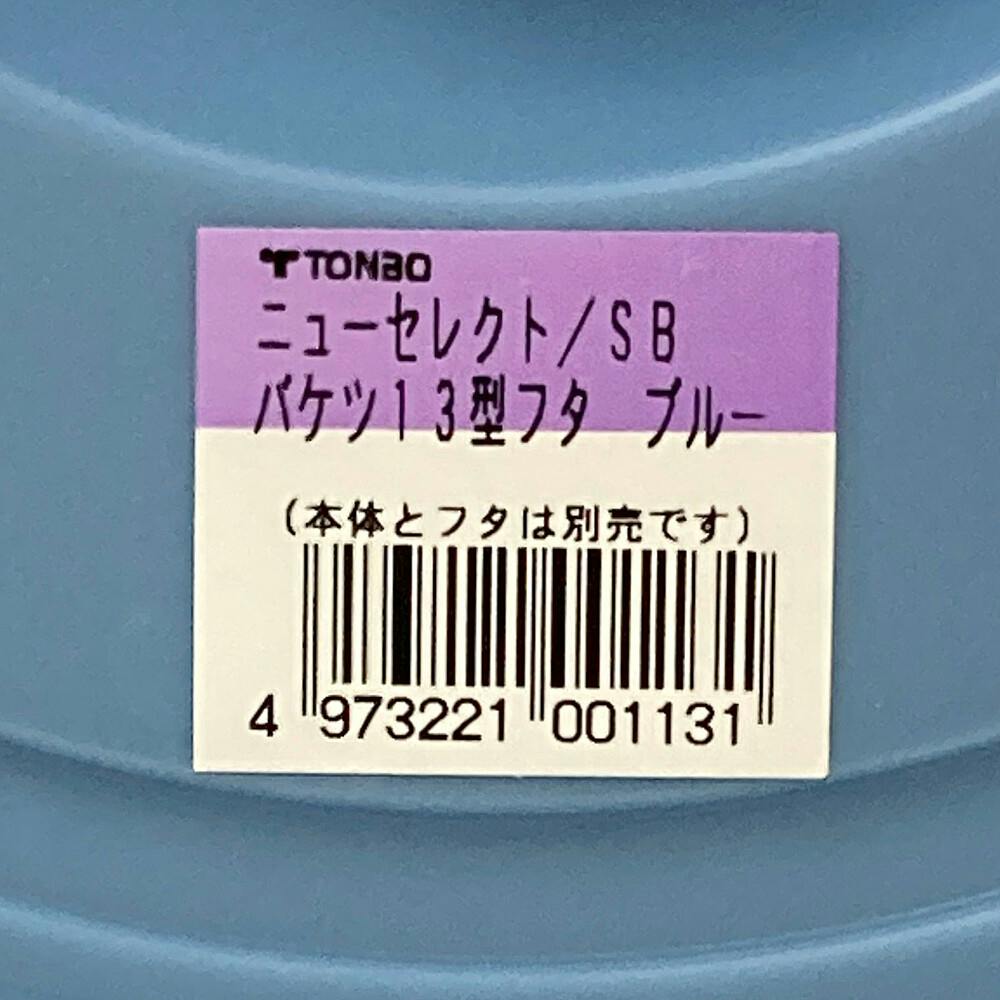 TONBO
ニューセレクト/SB
バケツ13型フタ ブルー
(本体とフタは別売です)
4 973221 001131